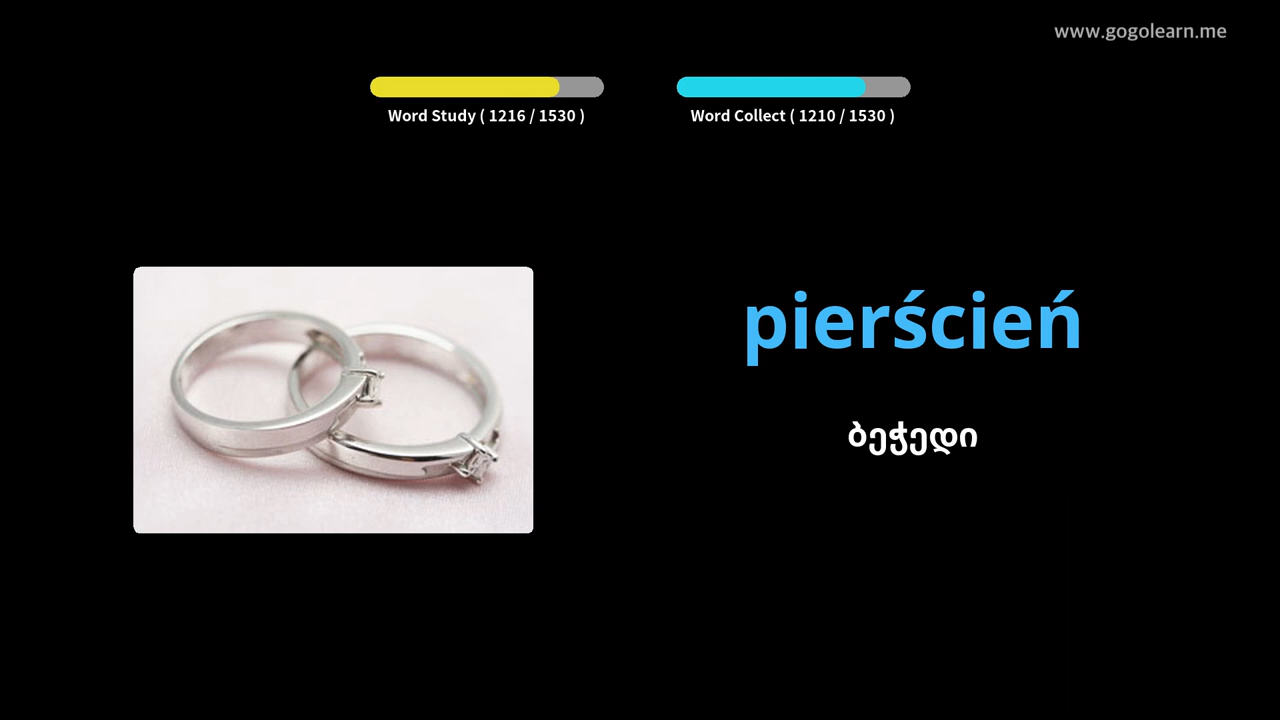 www.gogolearn.me
Word Study ( 1216 / 1530 )
Word Collect ( 1210 / 1530 )
pierścień
ბეჭედი